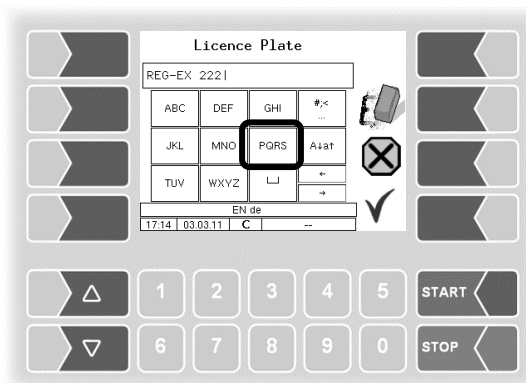 Licence Plate
REG-EX 222|
ABC DEF GHI #;<
...
JKL MNO PQRS A↓a↑
TUV WXYZ ⌴ ←
→
EN de
17:14 03.03.11 C --
1 2 3 4 5 START
6 7 8 9 0 STOP